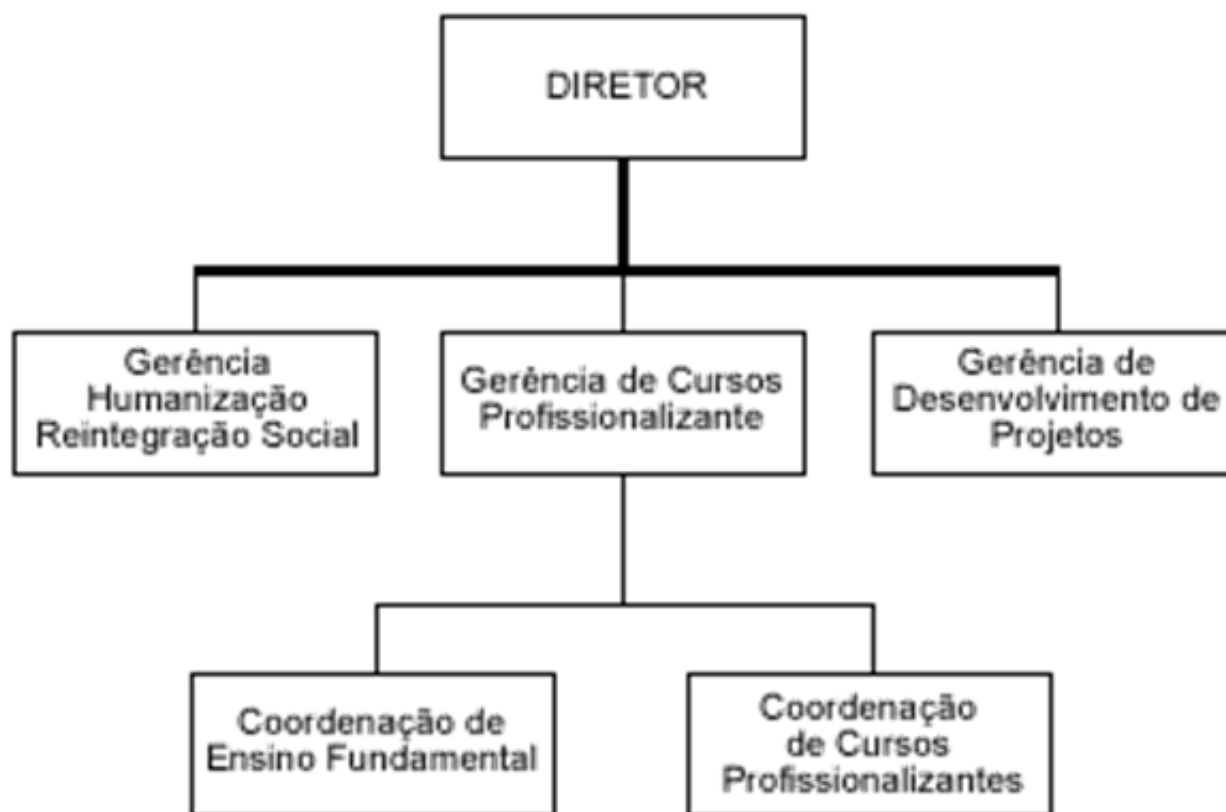 DIRETOR
Gerência
Humanização
Reintegração Social
Gerência de Cursos
Profissionalizante
Gerência de
Desenvolvimento de
Projetos
Coordenação de
Ensino Fundamental
Coordenação
de Cursos
Profissionalizantes